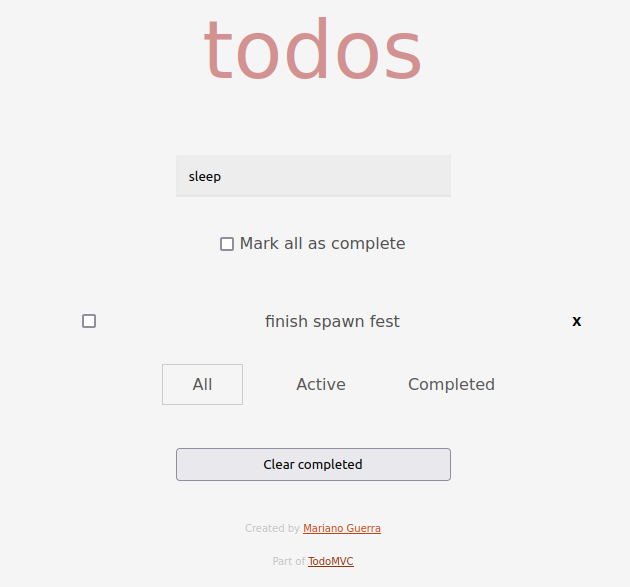 todos
sleep
Mark all as complete
finish spawn fest x
All Active Completed
Clear completed
Created by Mariano Guerra
Part of TodoMVC